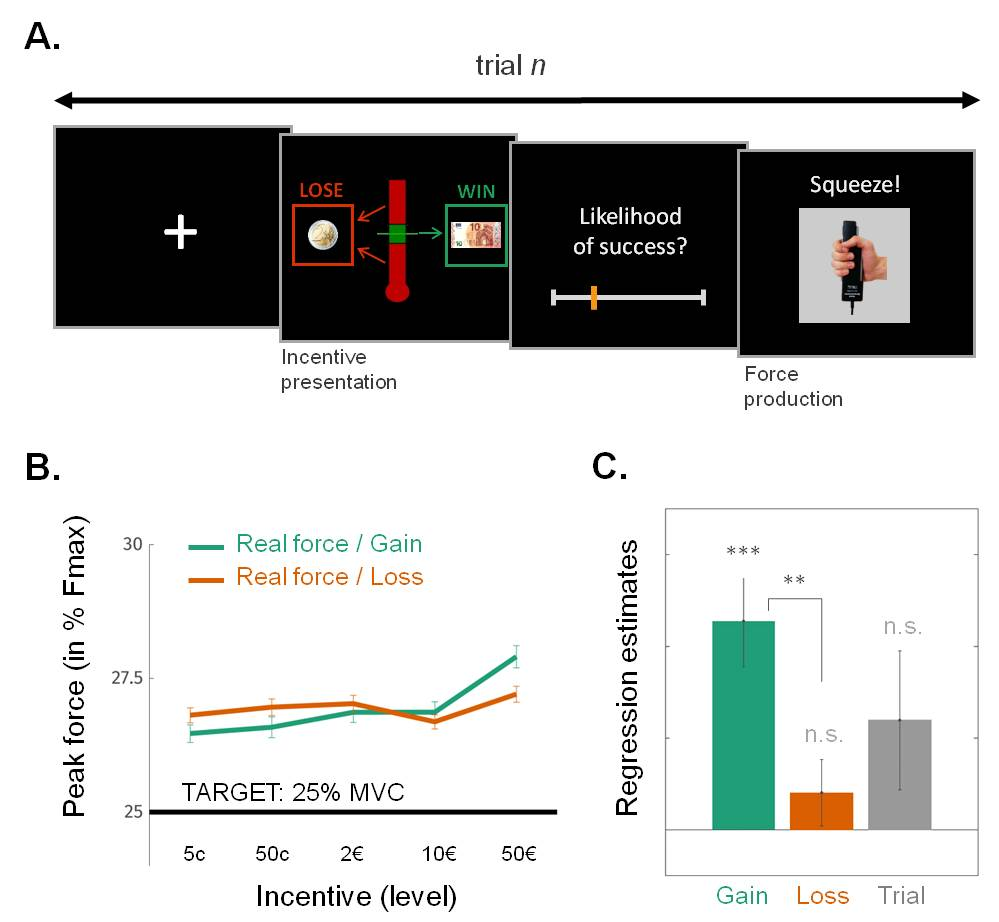 A.
trial n
LOSE
WIN
10
10
Likelihood
of success?
Squeeze!
Incentive
presentation
Force
production
B.
C.
Peak force (in % Fmax)
30
27.5
25
Real force / Gain
Real force / Loss
TARGET: 25% MVC
5c 50c 2€ 10€ 50€
Incentive (level)
Regression estimates
***
**
n.s.
n.s.
Gain Loss Trial